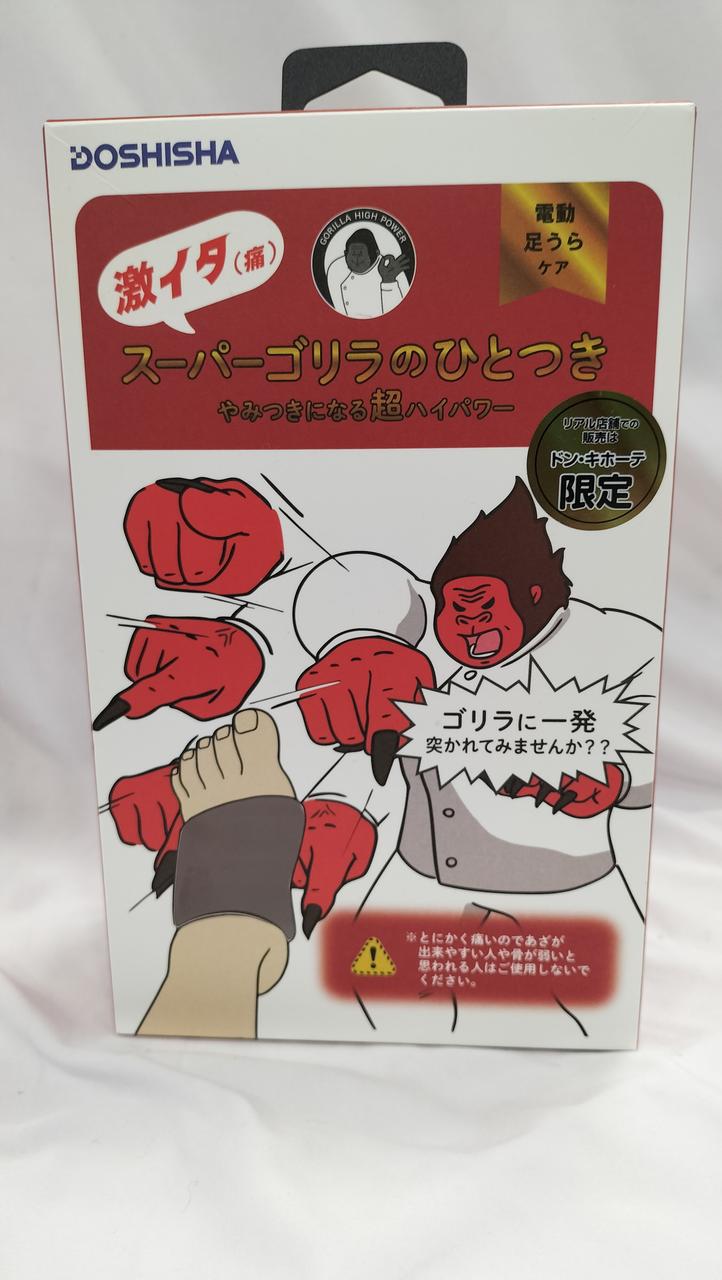 DOSHISHA
激イタ(痛)
GORILLA HIGH POWER
電動
足うら
ケア
スーパーゴリラのひとつき
やみつきになる超ハイパワー
リアル店舗での
販売は
ドン・キホーテ
限定
ゴリラに一発
突かれてみませんか??
※とにかく痛いのであざが
出来やすい人や骨が弱いと
思われる人はご使用しないで
ください。